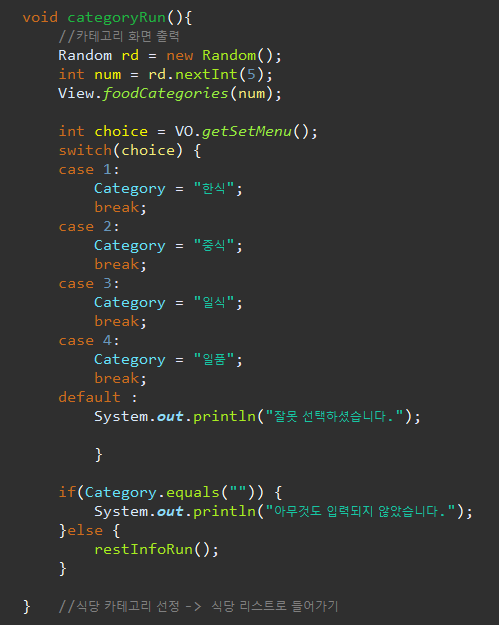 void categoryRun(){
    //카테고리 화면 출력
    Random rd = new Random();
    int num = rd.nextInt(5);
    View.foodCategories(num);

    int choice = VO.getSetMenu();
    switch(choice) {
    case 1:
        Category = "한식";
        break;
    case 2:
        Category = "중식";
        break;
    case 3:
        Category = "일식";
        break;
    case 4:
        Category = "일품";
        break;
    default :
        System.out.println("잘못 선택하셨습니다.");

        }

    if(Category.equals("")) {
        System.out.println("아무것도 입력되지 않았습니다.");
    }else {
        restInfoRun();
    }

}   //식당 카테고리 선정 -> 식당 리스트로 들어가기